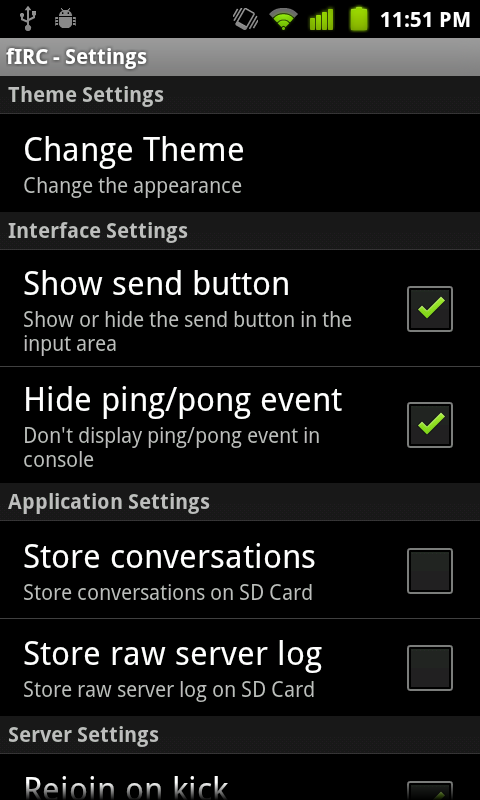 11:51 PM
fIRC - Settings
Theme Settings
Change Theme
Change the appearance
Interface Settings
Show send button
Show or hide the send button in the
input area
Hide ping/pong event
Don't display ping/pong event in
console
Application Settings
Store conversations
Store conversations on SD Card
Store raw server log
Store raw server log on SD Card
Server Settings
Rejoin on kick